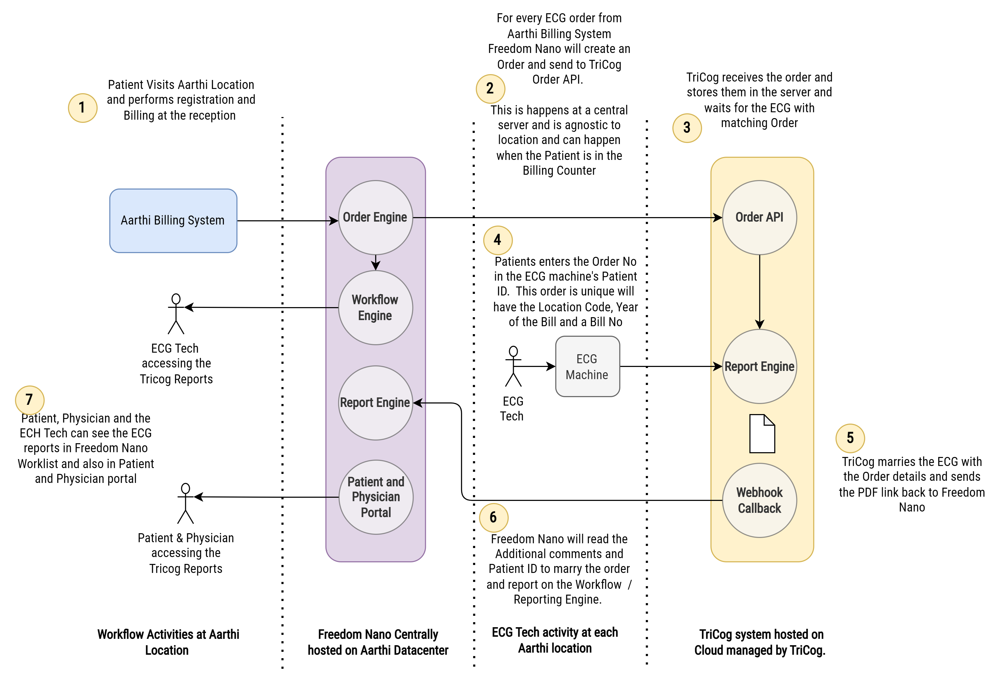 For every ECG order from
Aarthi Billing System
Freedom Nano will create an
Order and send to TriCog
Order API.
2
This is happens at a central
server and is agnostic to
location and can happen
when the Patient is in the
Billing Counter
1
Patient Visits Aarthi Location
and performs registration and
Billing at the reception
TriCog receives the order and
stores them in the server and
waits for the ECG with
matching Order
3
Aarthi Billing System
Order Engine
Order API
4
Patients enters the Order No
in the ECG machine's Patient
ID.  This order is unique will
have the Location Code, Year
of the Bill and a Bill No
Workflow
Engine
ECG Tech
accessing the
Tricog Reports
ECG
Machine
Report Engine
ECG
Tech
Report Engine
7
Patient, Physician and the
ECH Tech can see the ECG
reports in Freedom Nano
Worklist and also in Patient
and Physician portal
5
TriCog marries the ECG with
the Order details and sends
the PDF link back to Freedom
Nano
Patient and
Physician
Portal
Webhook
Callback
Patient & Physician
accessing the
Tricog Reports
6
Freedom Nano will read the
Additional comments and
Patient ID to marry the order
and report on the Workflow  /
Reporting Engine.
Workflow Activities at Aarthi
Location
Freedom Nano Centrally
hosted on Aarthi Datacenter
ECG Tech activity at each
Aarthi location
TriCog system hosted on
Cloud managed by TriCog.